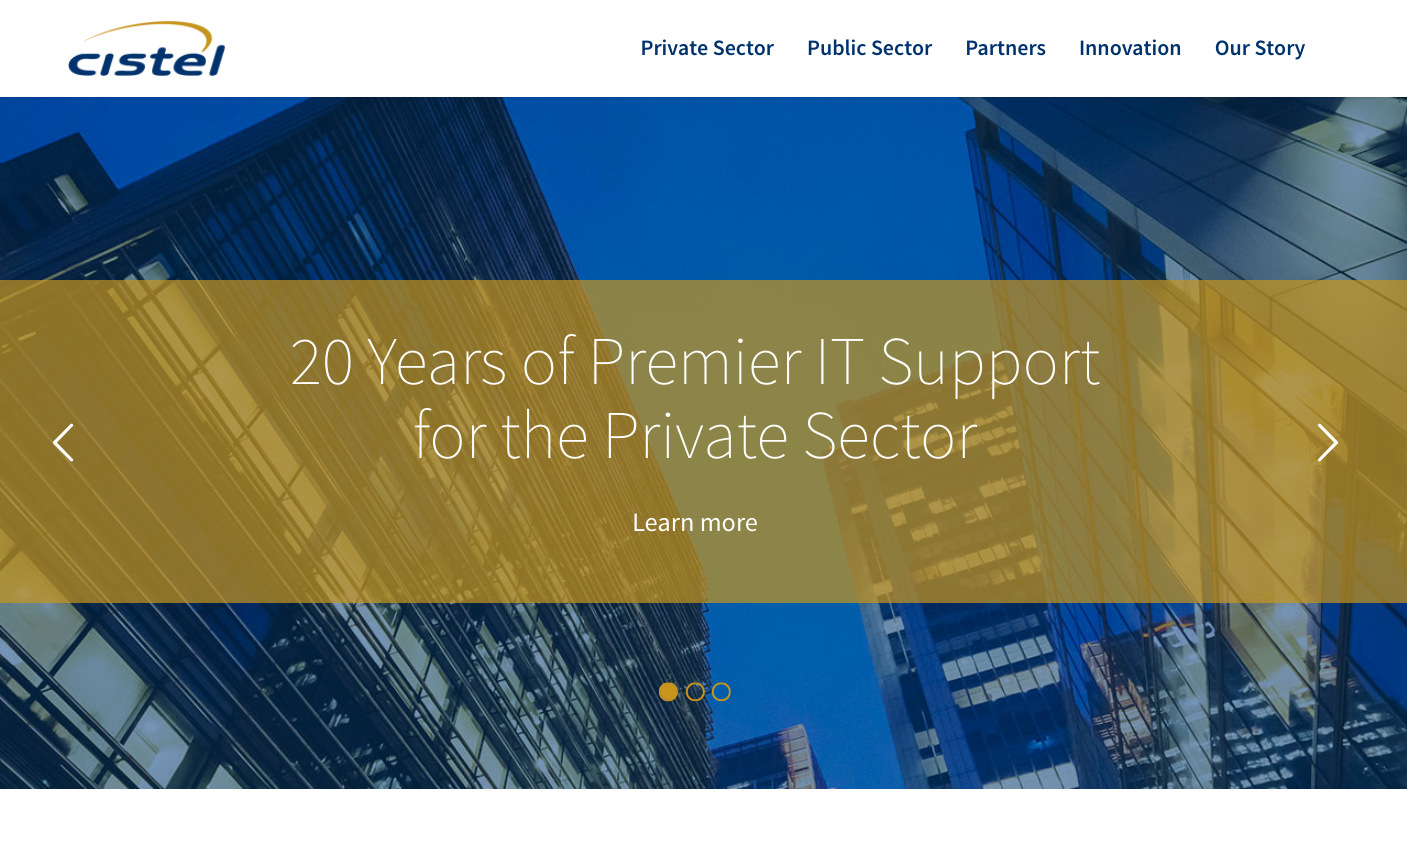 cistel
Private Sector
Public Sector
Partners
Innovation
Our Story
20 Years of Premier IT Support
for the Private Sector
Learn more